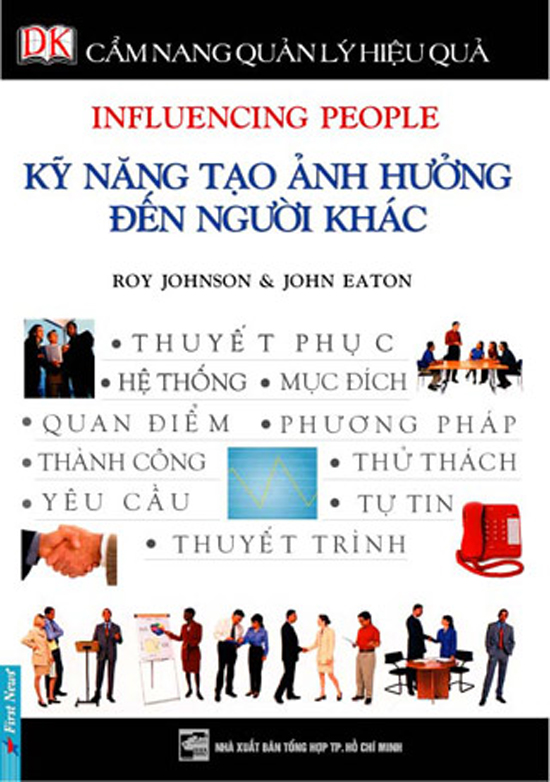 DK CẨM NANG QUẢN LÝ HIỆU QUẢ
INFLUENCING PEOPLE
KỸ NĂNG TẠO ẢNH HƯỞNG
ĐẾN NGƯỜI KHÁC
ROY JOHNSON & JOHN EATON
• THUYẾT PHỤC
• HỆ THỐNG • MỤC ĐÍCH
• QUAN ĐIỂM • PHƯƠNG PHÁP
• THÀNH CÔNG • THỬ THÁCH
• YÊU CẦU • TỰ TIN
• THUYẾT TRÌNH
First News
NHÀ XUẤT BẢN TỔNG HỢP TP. HỒ CHÍ MINH